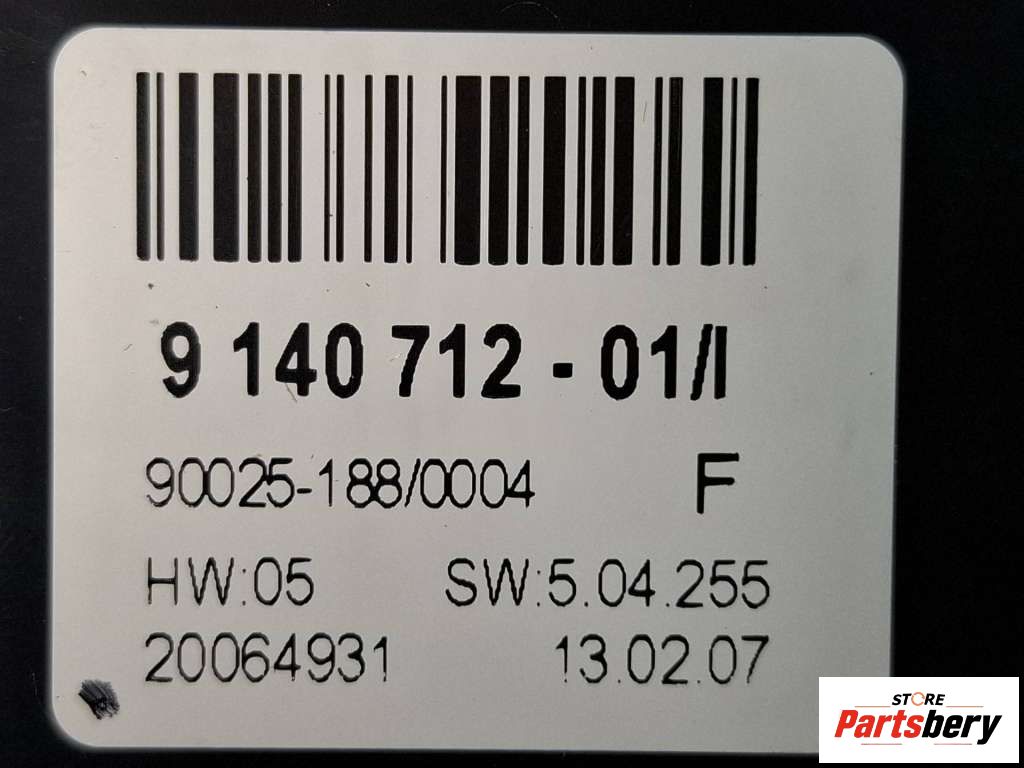 9 140 712 - 01/I
90025-188/0004 F
HW:05 SW:5.04.255
20064931 13.02.07
STORE
Partsbery